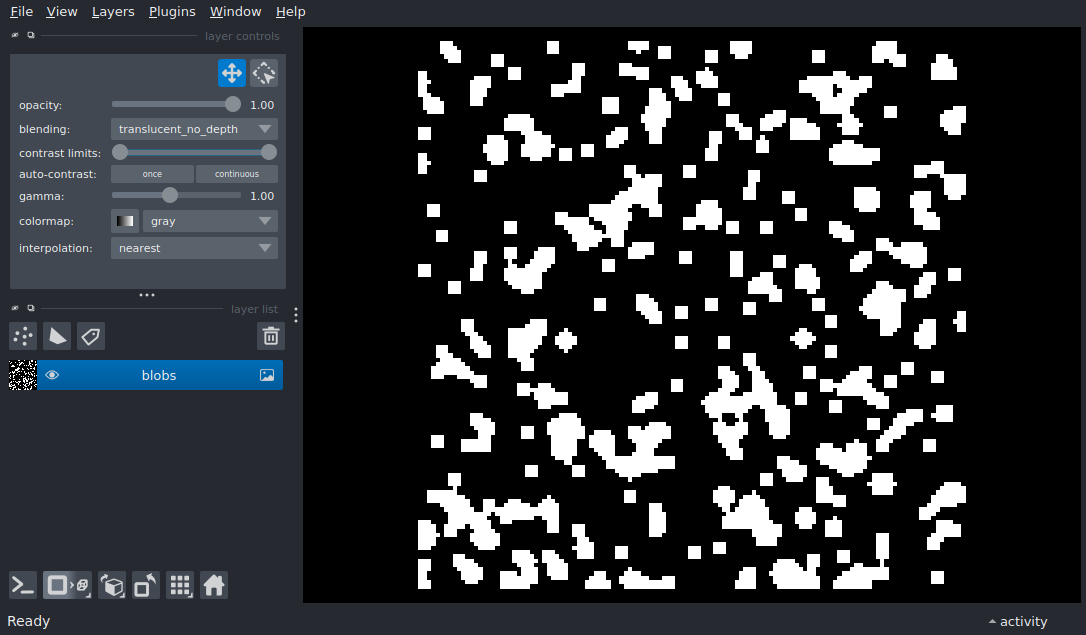 File View Layers Plugins Window Help
layer controls
opacity: 1.00
blending: translucent_no_depth
contrast limits:
auto-contrast: once continuous
gamma: 1.00
colormap: gray
interpolation: nearest
layer list
blobs
Ready activity